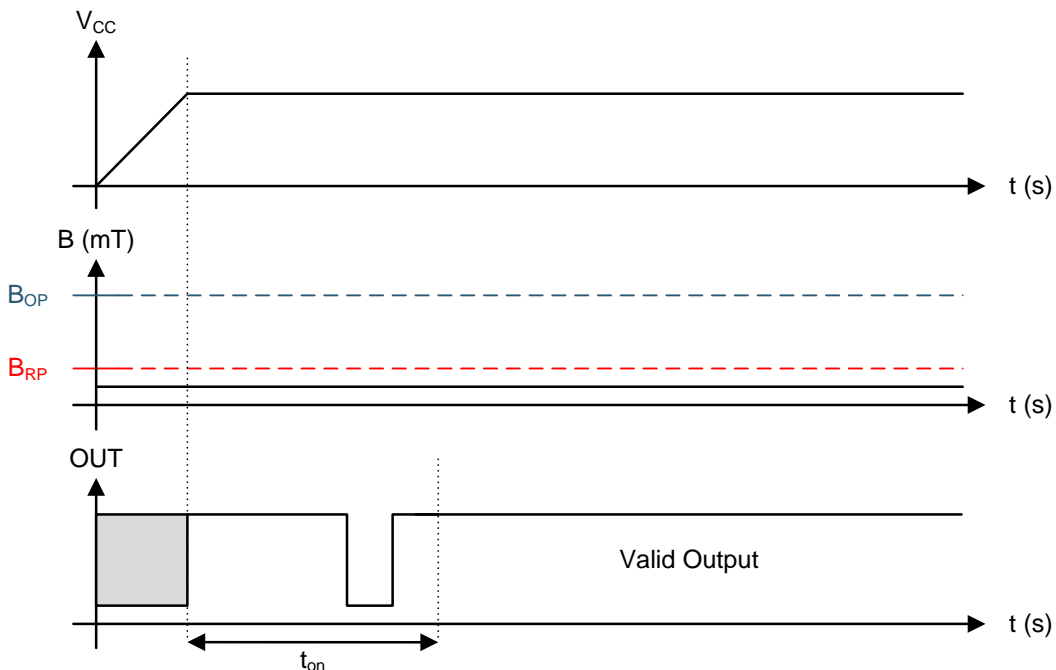 VCC
t (s)
B (mT)
BOP
BRP
t (s)
OUT
Valid Output
t (s)
ton